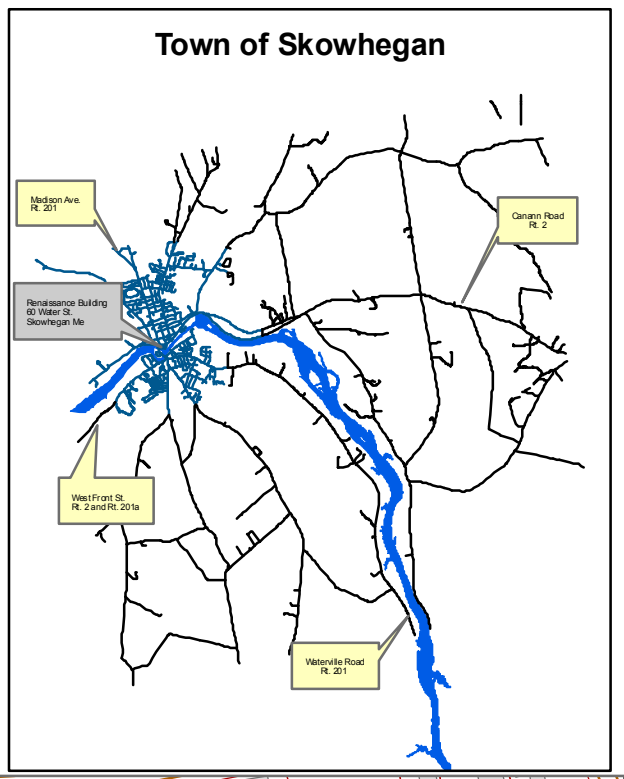 Town of Skowhegan
Madison Ave.
Rt. 201
Canann Road
Rt. 2
Renaissance Building
60 Water St.
Skowhegan Me
West Front St.
Rt. 2 and Rt. 201a
Waterville Road
Rt. 201